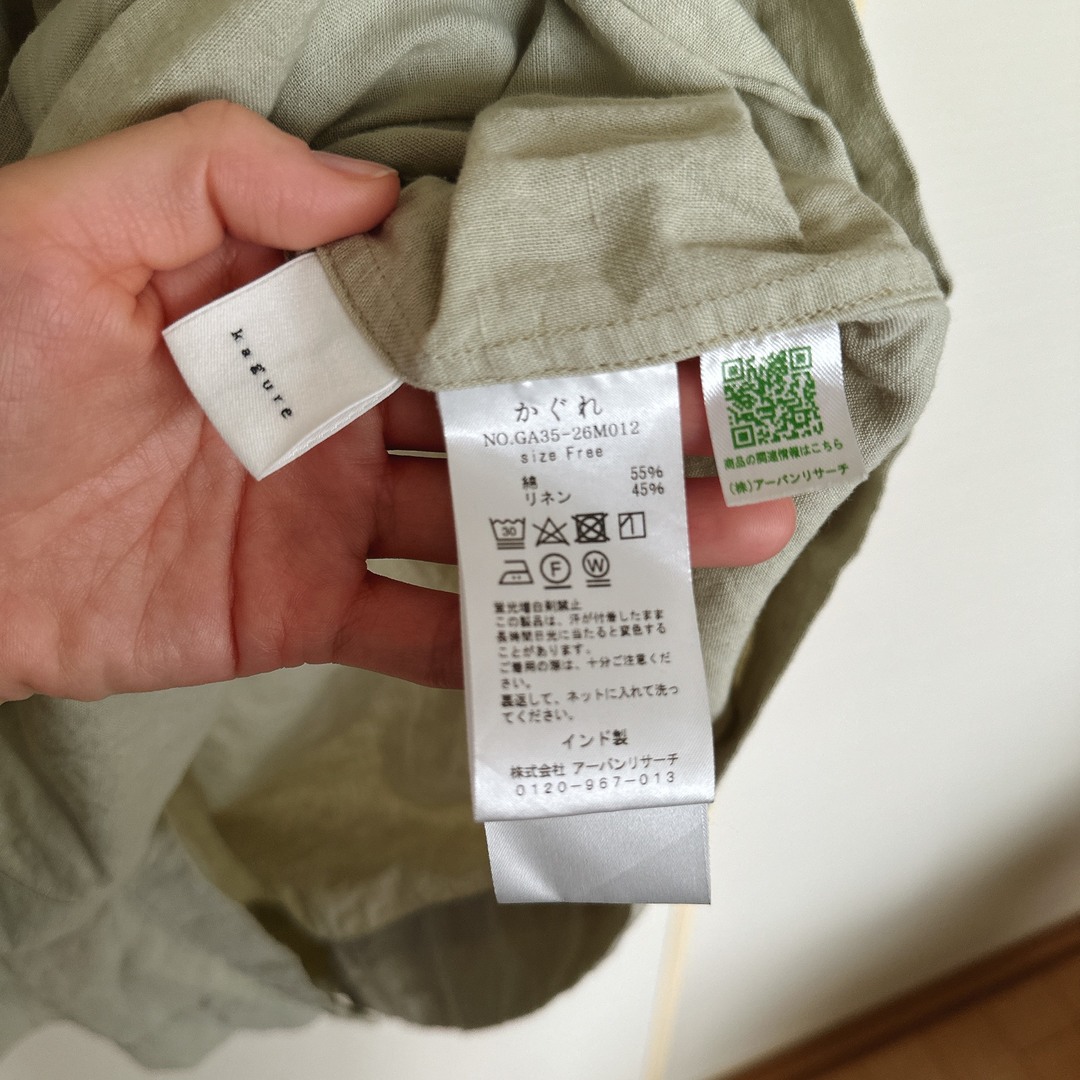 kagure
かぐれ
NO.GA35-26M012
size Free
綿 55%
リネン 45%
30
F
W
蛍光増白剤禁止
この製品は、汗が付着したまま
長時間日光に当たると変色する
ことがあります。
ご着用の際は、十分ご注意くだ
さい。
裏返して、ネットに入れて洗っ
てください。
インド製
株式会社 アーバンリサーチ
0120-967-013
商品の関連情報はこちら
(株)アーバンリサーチ